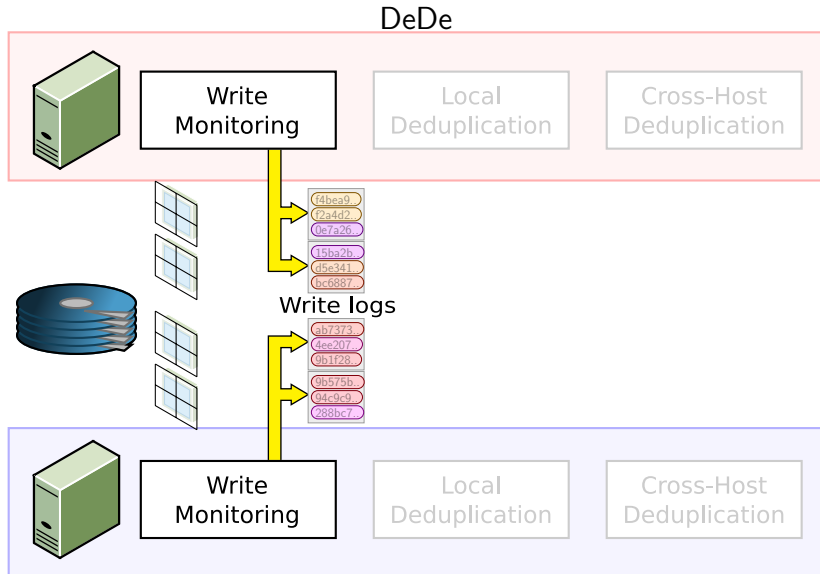 DeDe
Write
Monitoring
Local
Deduplication
Cross-Host
Deduplication
f4bea9..
f2a4d2..
0e7a26..
15ba2b..
d5e341..
bc6887..
Write logs
ab7373..
4ee207..
9b1f28..
9b575b..
94c9c9..
288bc7..
Write
Monitoring
Local
Deduplication
Cross-Host
Deduplication